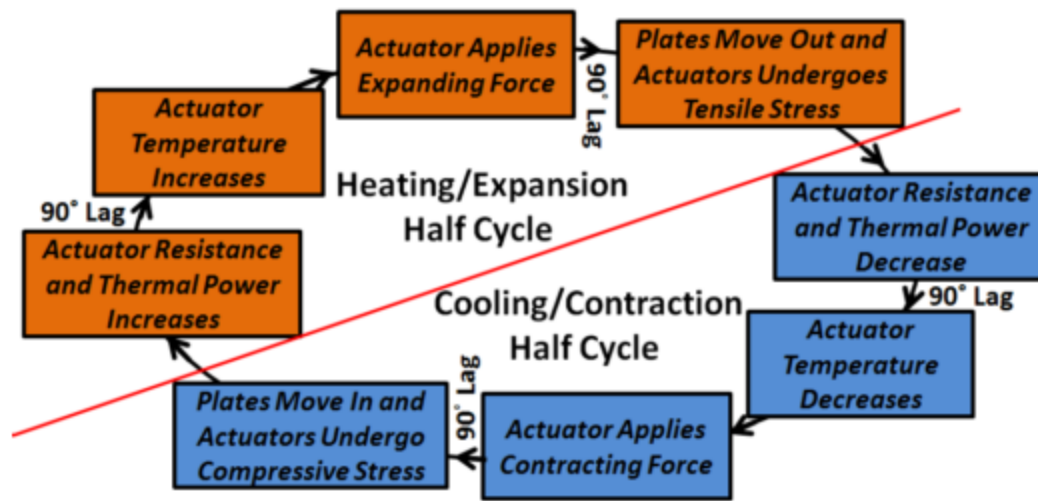 Actuator Applies
Expanding Force
90° Lag
Plates Move Out and
Actuators Undergoes
Tensile Stress
Actuator
Temperature
Increases
Heating/Expansion
Half Cycle
90° Lag
Actuator Resistance
and Thermal Power
Increases
Actuator Resistance
and Thermal Power
Decrease
90° Lag
Cooling/Contraction
Half Cycle
Actuator
Temperature
Decreases
Plates Move In and
Actuators Undergo
Compressive Stress
90° Lag
Actuator Applies
Contracting Force